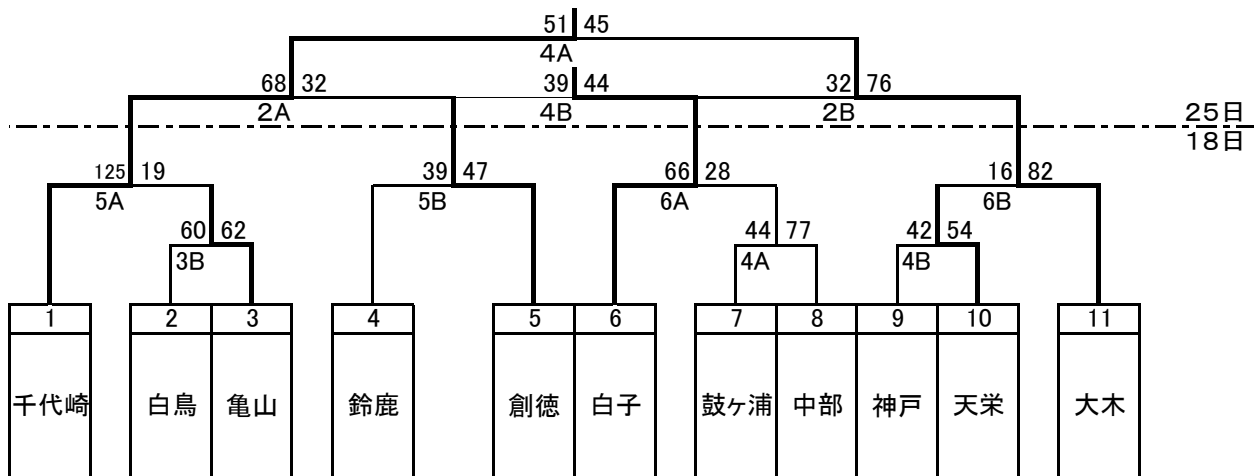 51 45
4A
68 32 39 44 32 76
2A 4B 2B
25日
18日
125 19 39 47 66 28 16 82
5A 5B 6A 6B
60 62 44 77 42 54
3B 4A 4B
1 2 3 4 5 6 7 8 9 10 11
千代崎 白鳥 亀山 鈴鹿 創徳 白子 鼓ヶ浦 中部 神戸 天栄 大木